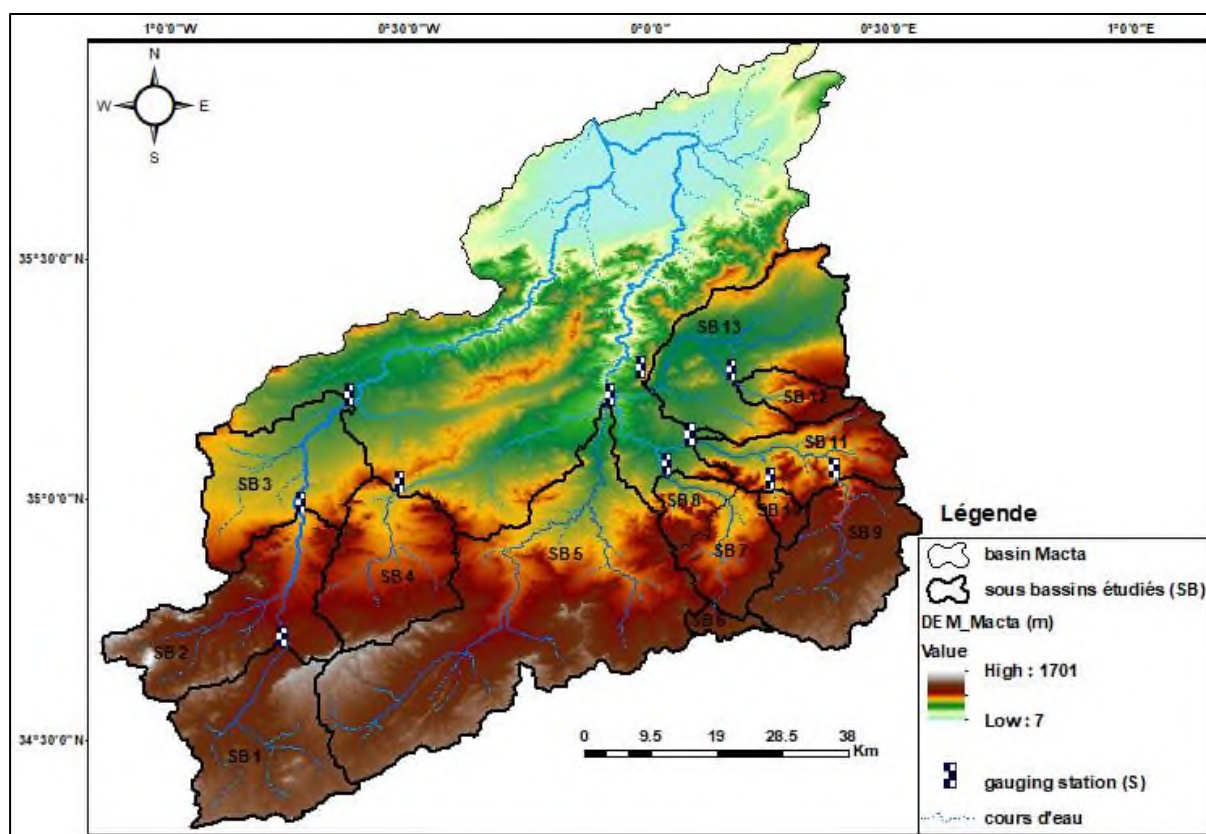 1°0'0"W
0°30'0"W
0°0'0"
0°30'0"E
1°0'0"E
N
W
E
S
35°30'0"N
35°0'0"N
34°30'0"N
SB 13
SB 12
SB 11
SB 3
SB 8
SB 10
SB 9
SB 5
SB 7
SB 4
SB 6
SB 2
SB 1
Légende
basin Macta
sous bassins étudiés (SB)
DEM_Macta (m)
Value
High : 1701
Low : 7
gauging station (S)
cours d'eau
0 9.5 19 28.5 38
Km